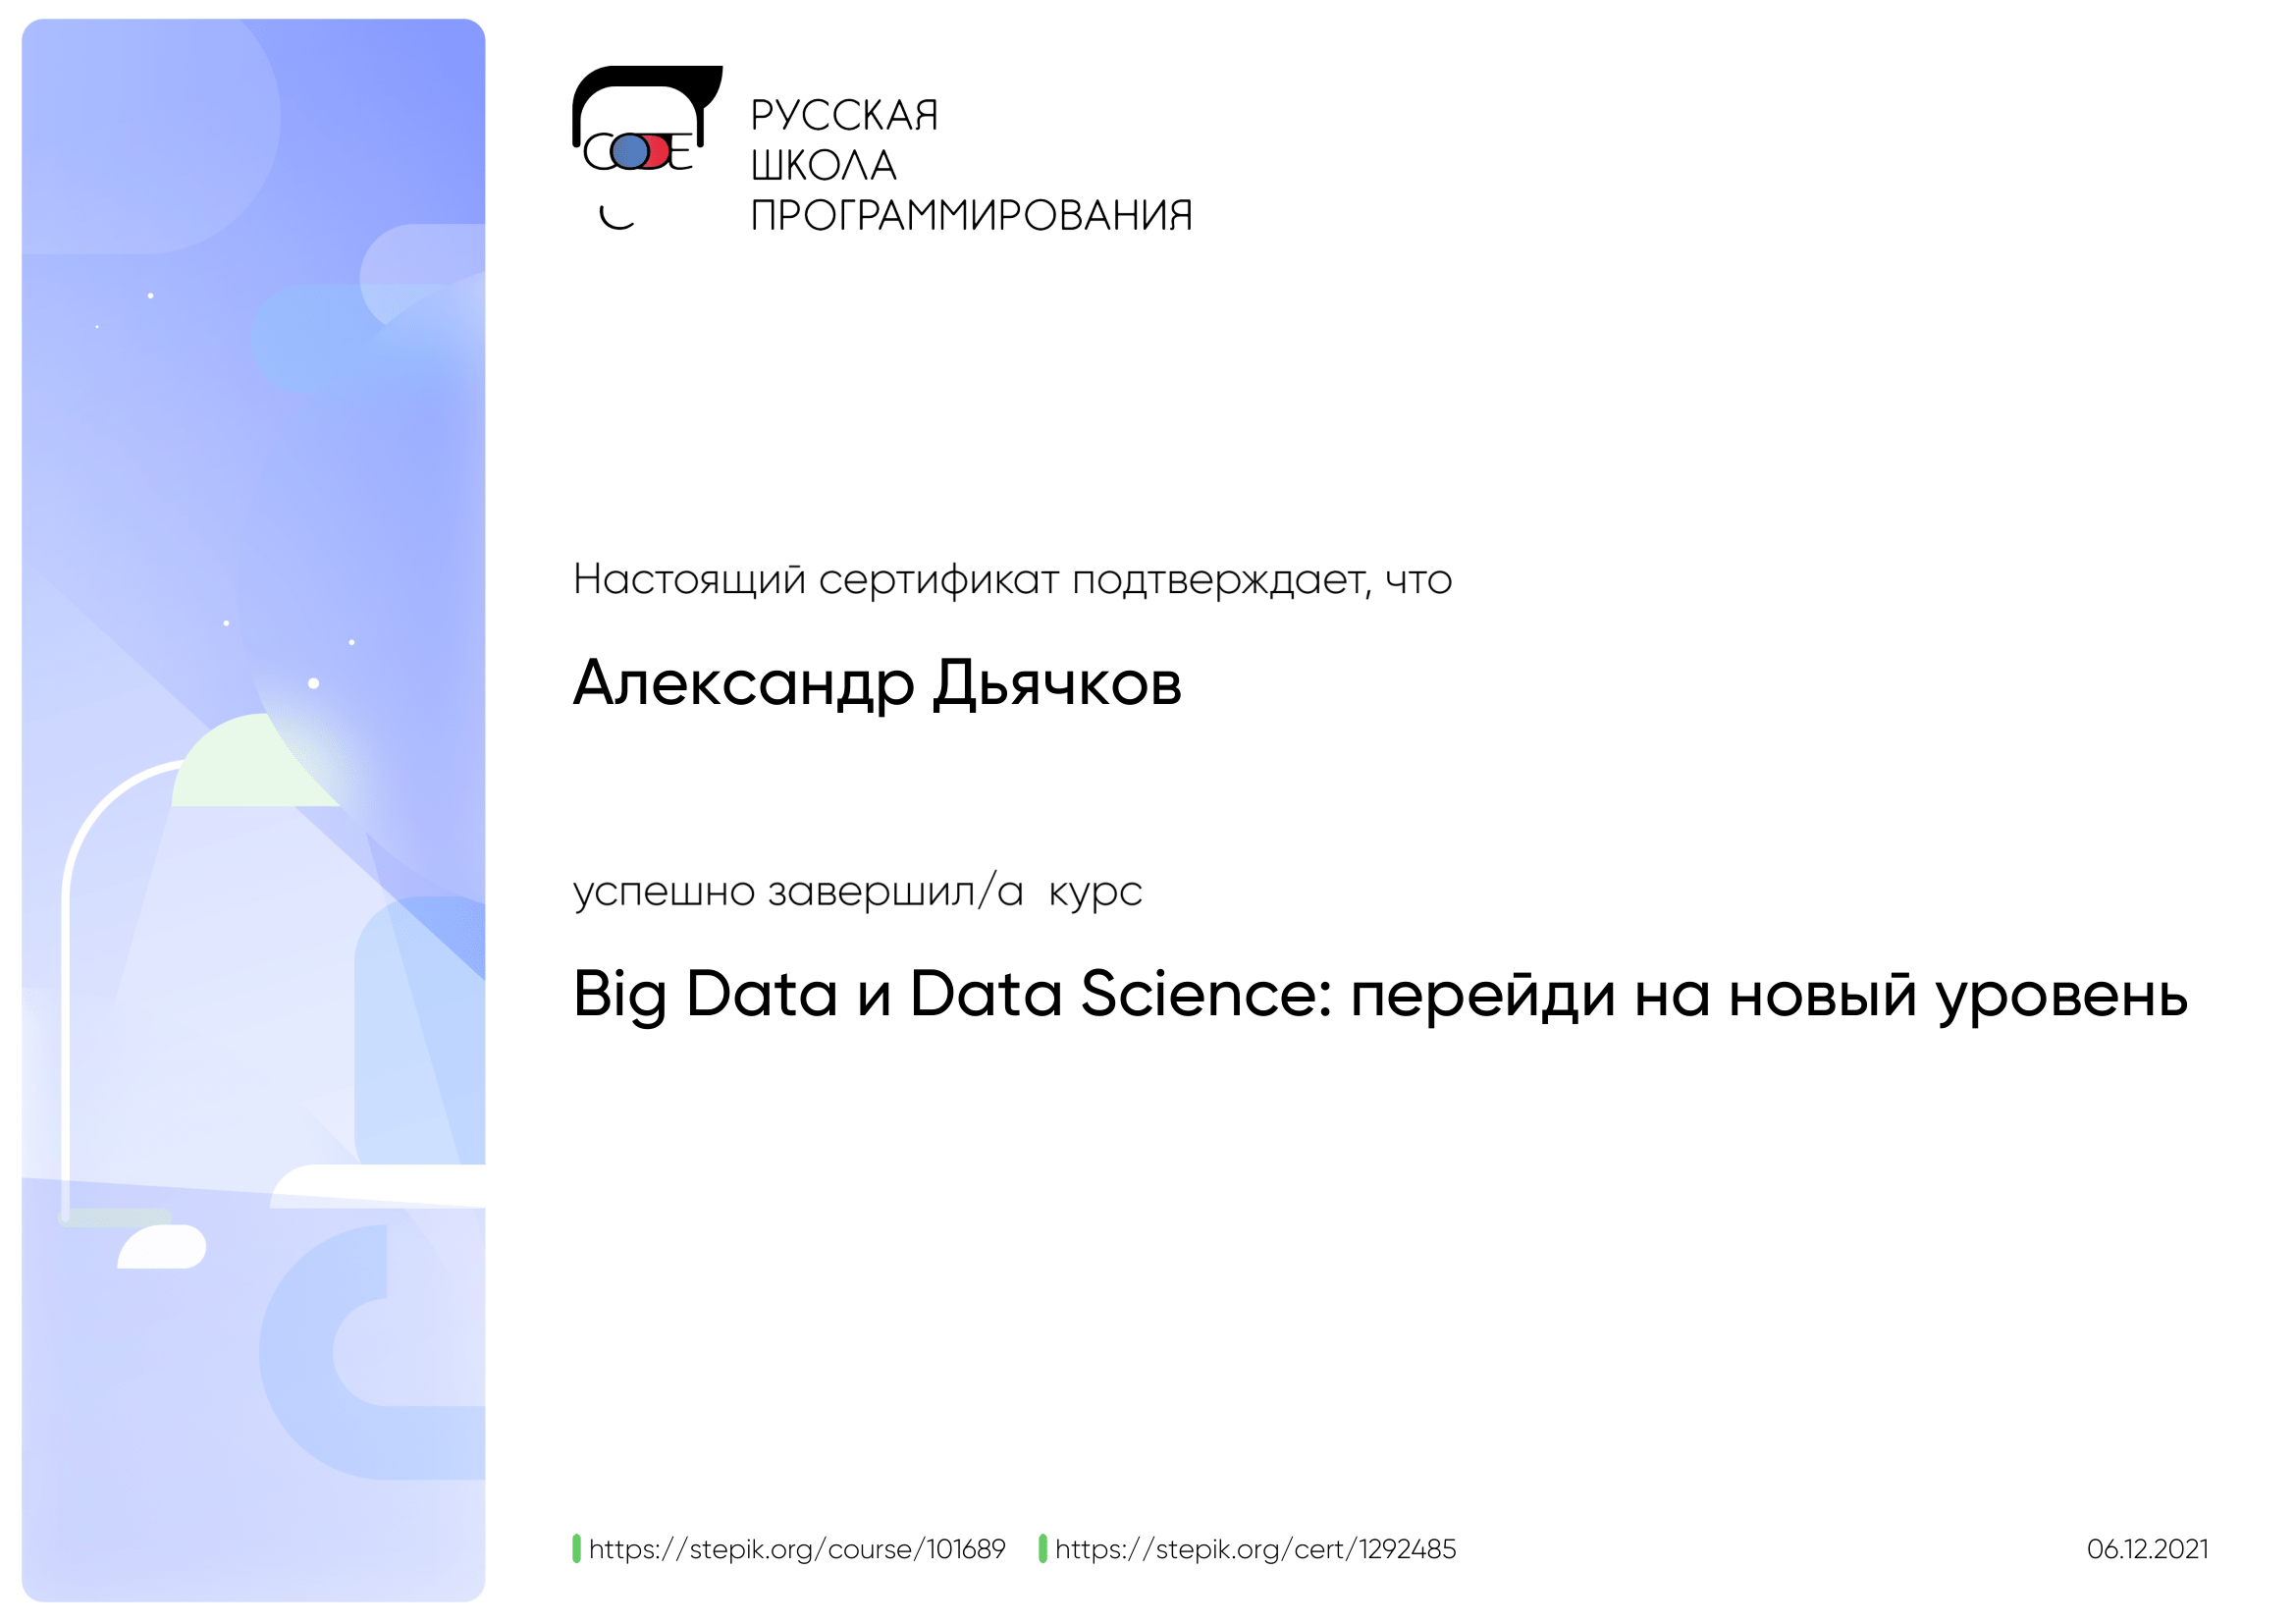 CODE
РУССКАЯ
ШКОЛА
ПРОГРАММИРОВАНИЯ
Настоящий сертификат подтверждает, что
Александр Дьячков
успешно завершил/а курс
Big Data и Data Science: перейди на новый уровень
https://stepik.org/course/101689
https://stepik.org/cert/1292485
06.12.2021